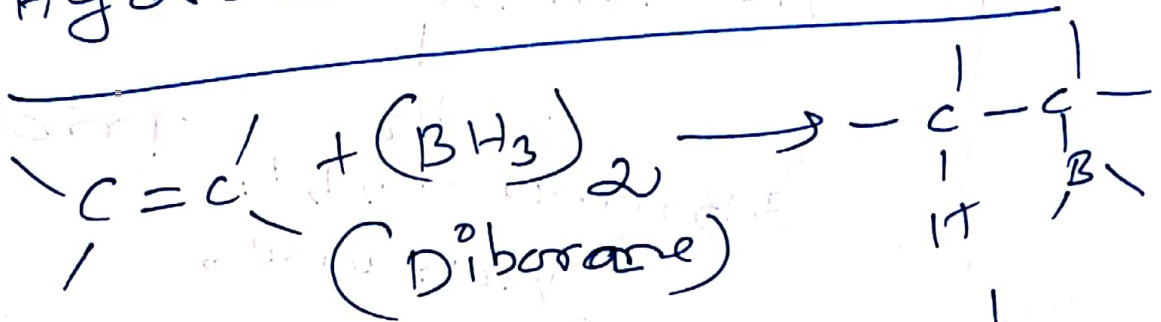 C = C + (BH3)2 → - C - C -
H B
(Diborane)